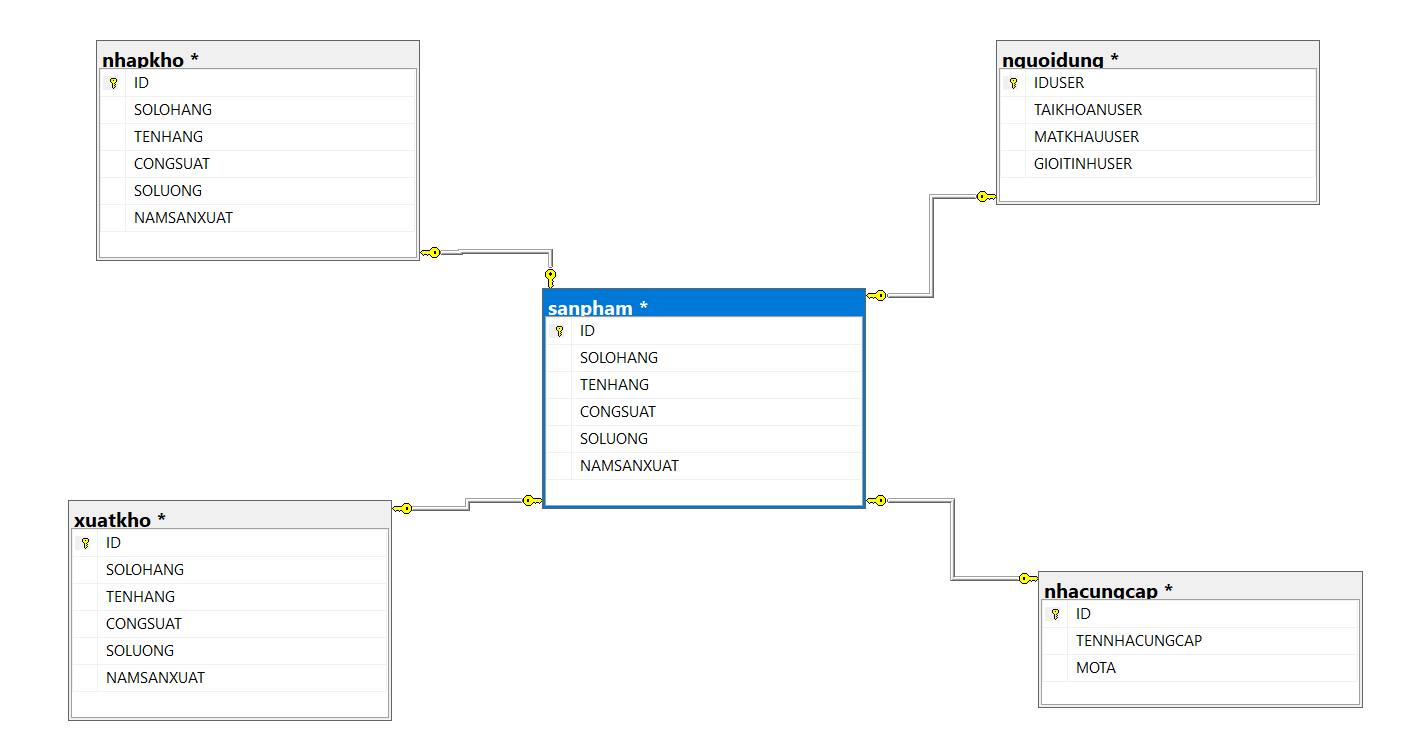 nhapkho *
ID
SOLOHANG
TENHANG
CONGSUAT
SOLUONG
NAMSANXUAT
nguoidung *
IDUSER
TAIKHOANUSER
MATKHAUUSER
GIOITINHUSER
sanpham *
ID
SOLOHANG
TENHANG
CONGSUAT
SOLUONG
NAMSANXUAT
xuatkho *
ID
SOLOHANG
TENHANG
CONGSUAT
SOLUONG
NAMSANXUAT
nhacungcap *
ID
TENNHACUNGCAP
MOTA